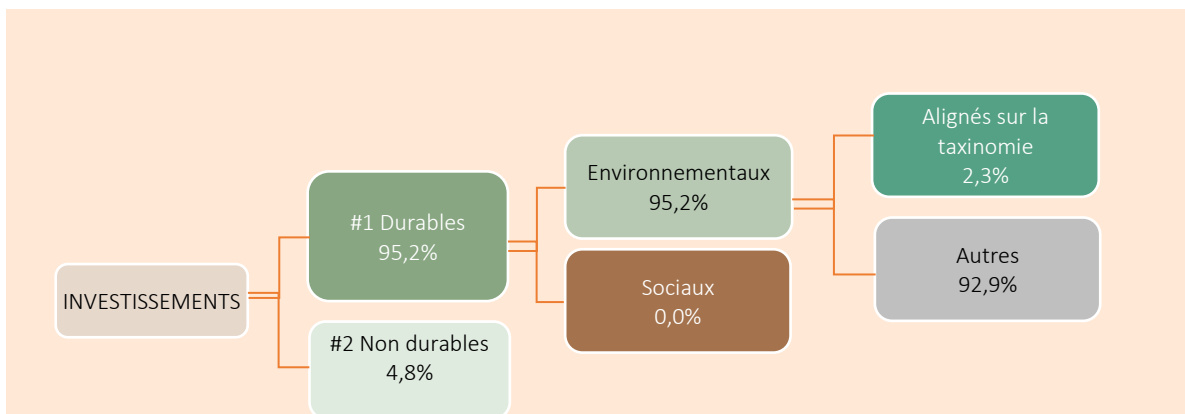 INVESTISSEMENTS
#1 Durables
95,2%
#2 Non durables
4,8%
Environnementaux
95,2%
Sociaux
0,0%
Alignés sur la
taxinomie
2,3%
Autres
92,9%